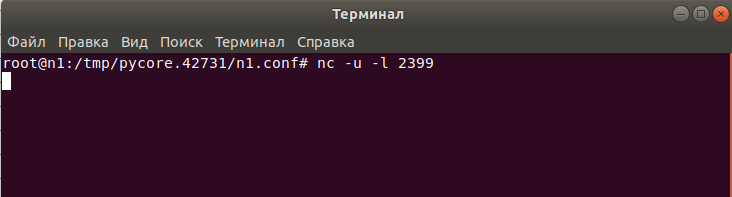 Терминал
Файл Правка Вид Поиск Терминал Справка
root@n1:/tmp/pycore.42731/n1.conf# nc -u -l 2399